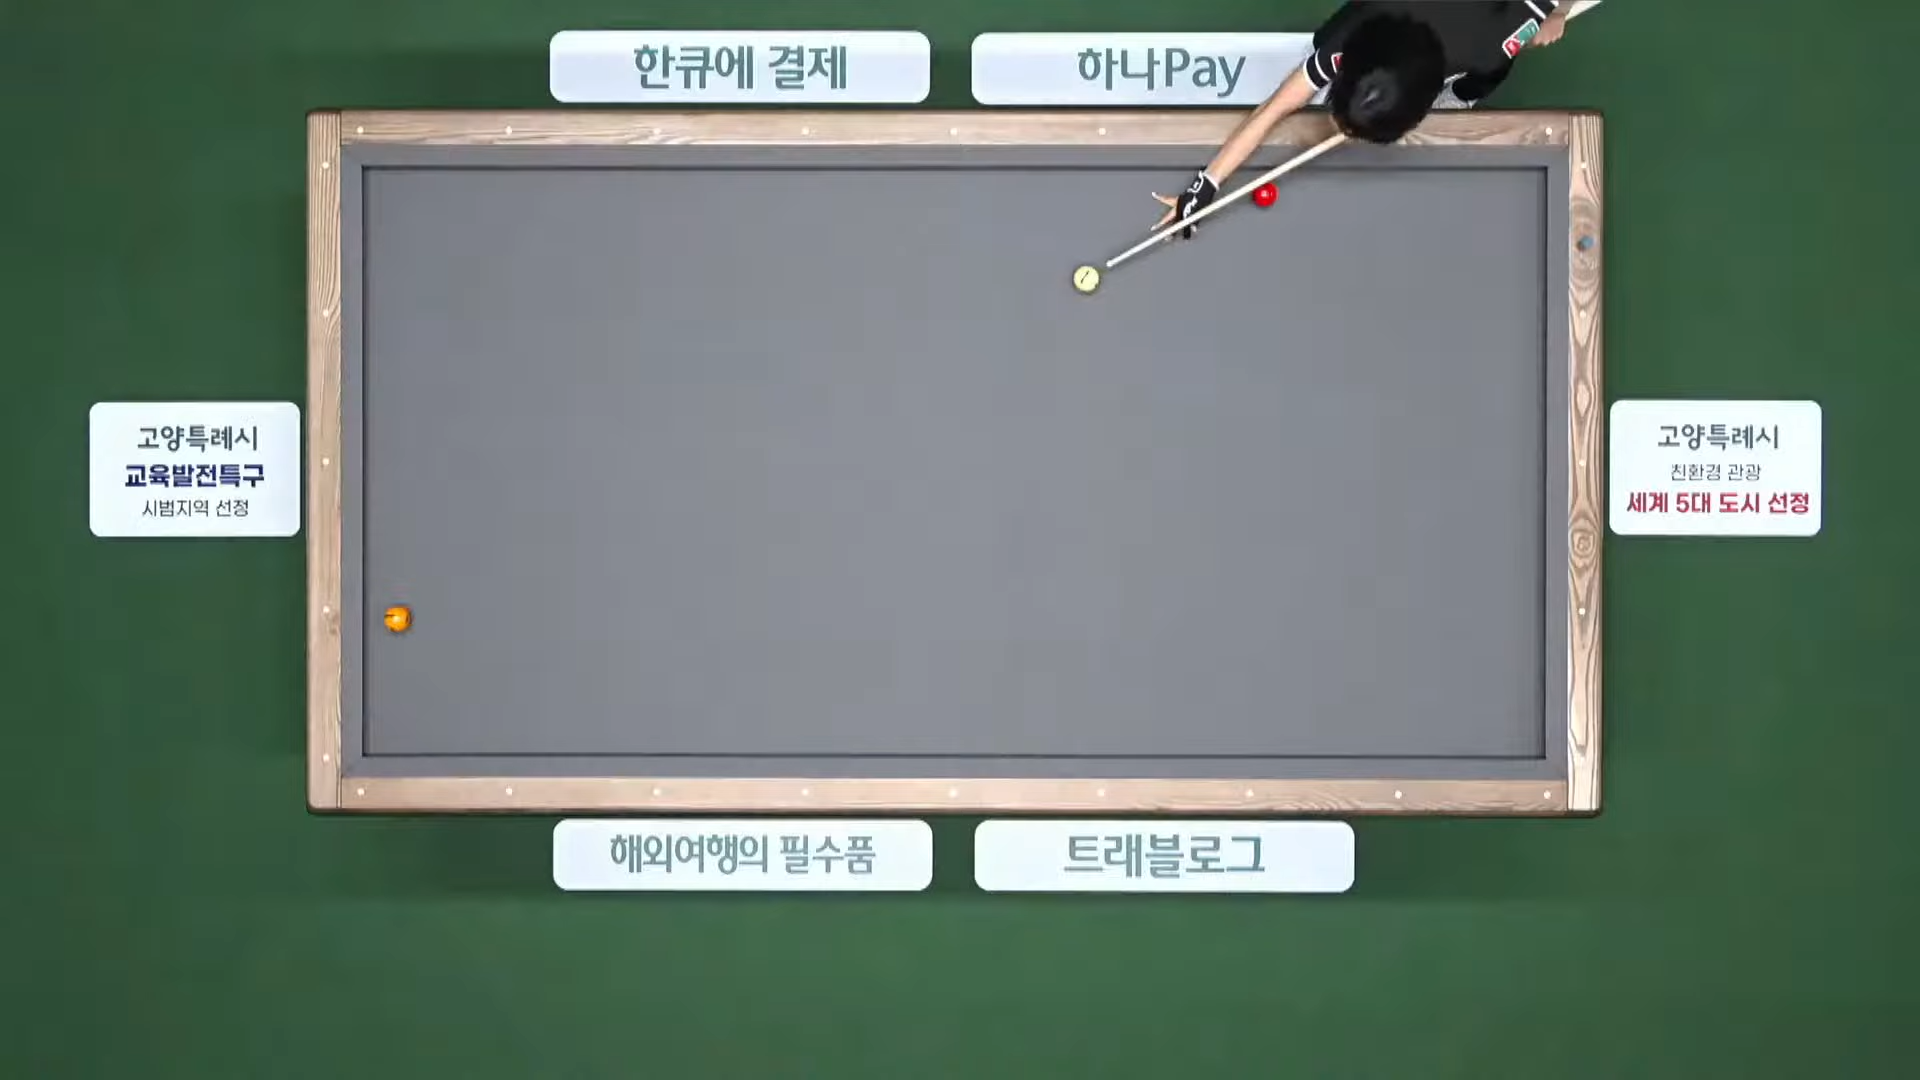 한큐에 결제
하나Pay
고양특례시
교육발전특구
시범지역 선정
고양특례시
친환경 관광
세계 5대 도시 선정
해외여행의 필수품
트래블로그